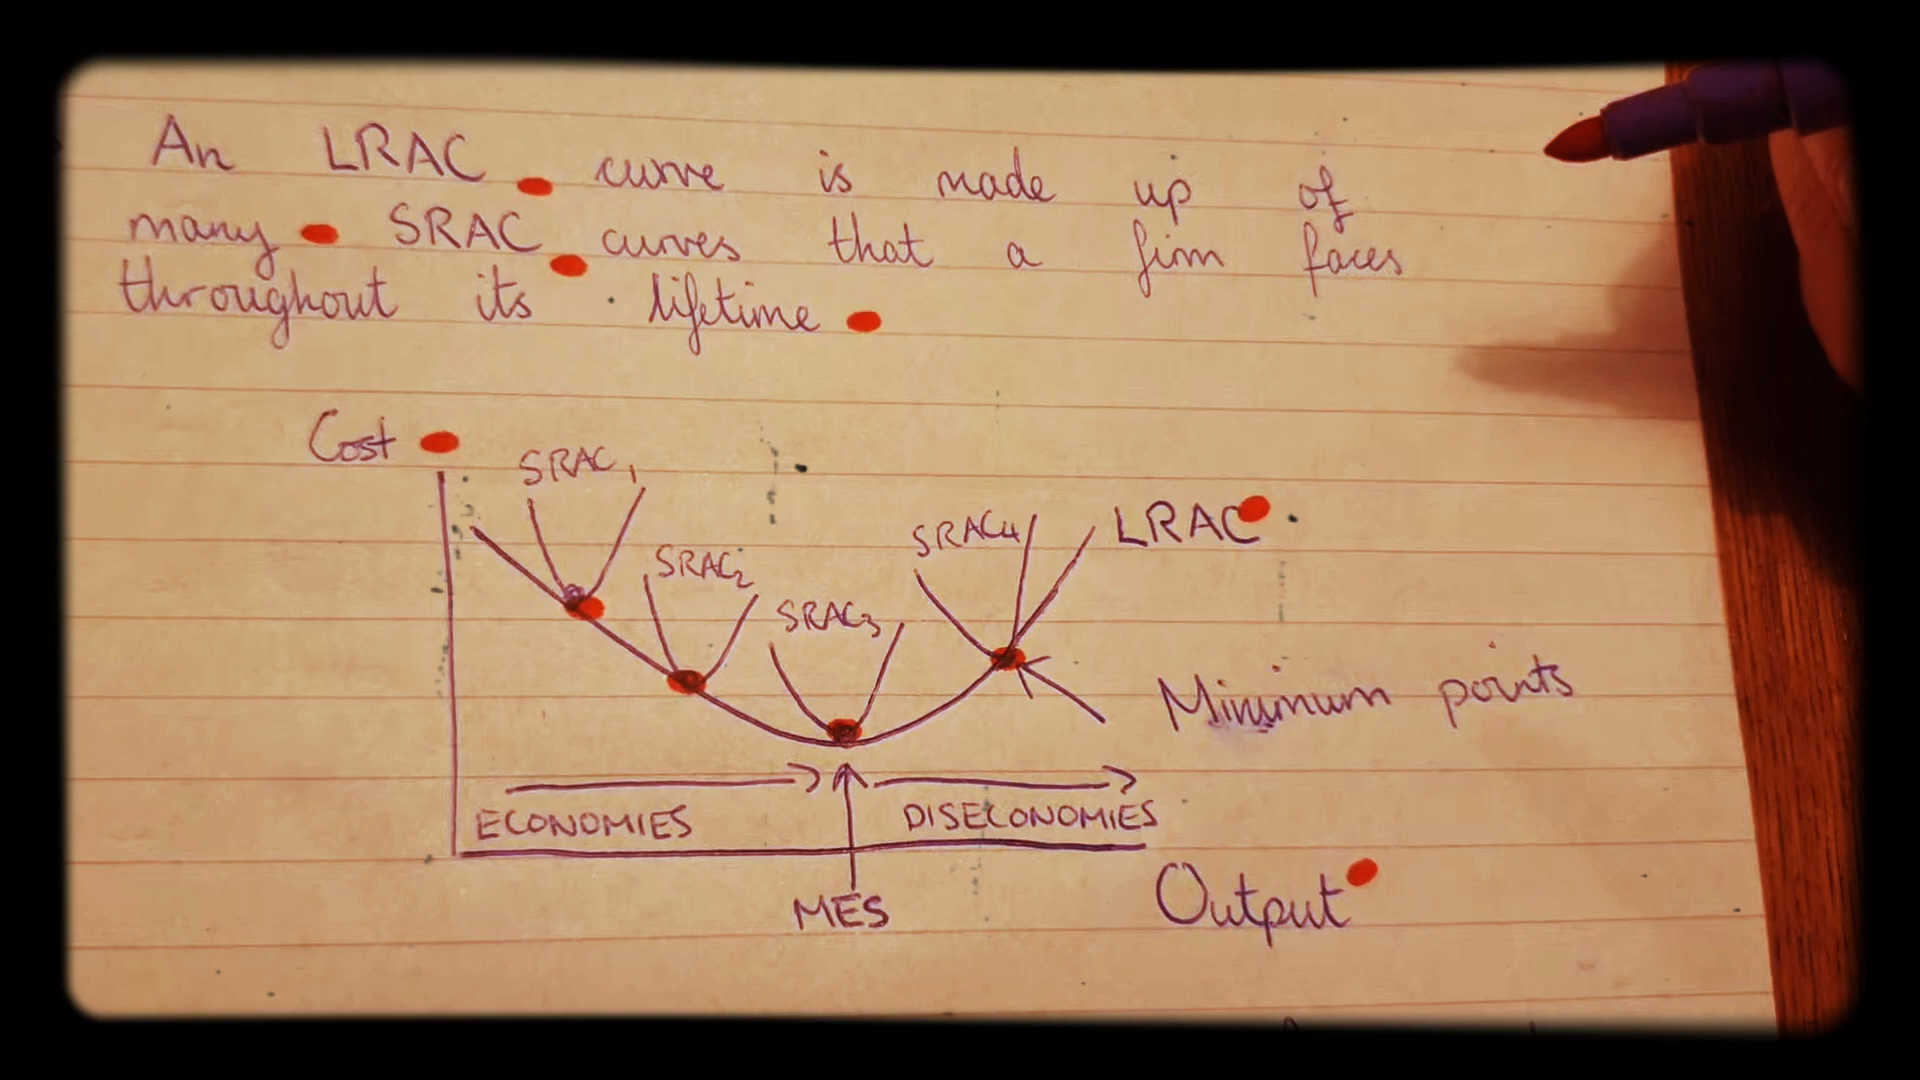 An LRAC curve is made up of
many SRAC curves that a firm faces
throughout its lifetime
Cost
SRAC1
SRAC2
SRAC3
SRAC4
LRAC
Minimum points
ECONOMIES
DISECONOMIES
MES
Output